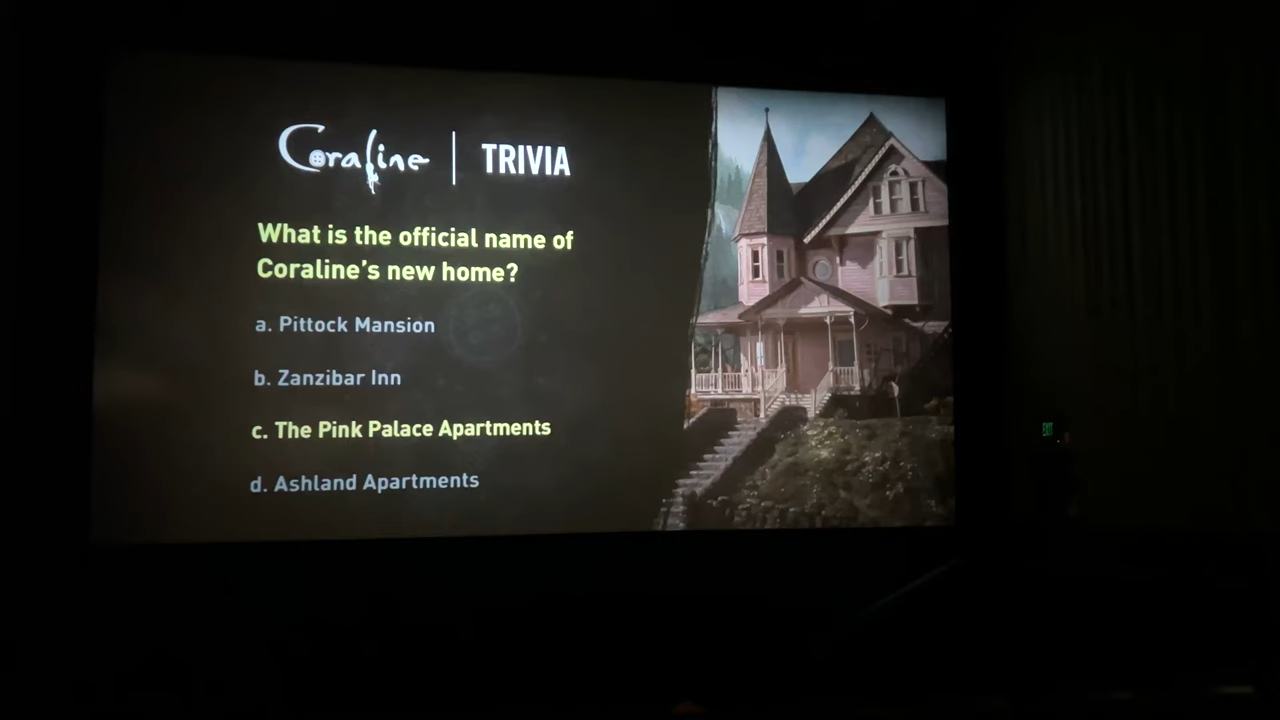 Coraline | TRIVIA
What is the official name of
Coraline's new home?
a. Pittock Mansion
b. Zanzibar Inn
c. The Pink Palace Apartments
d. Ashland Apartments
EXIT